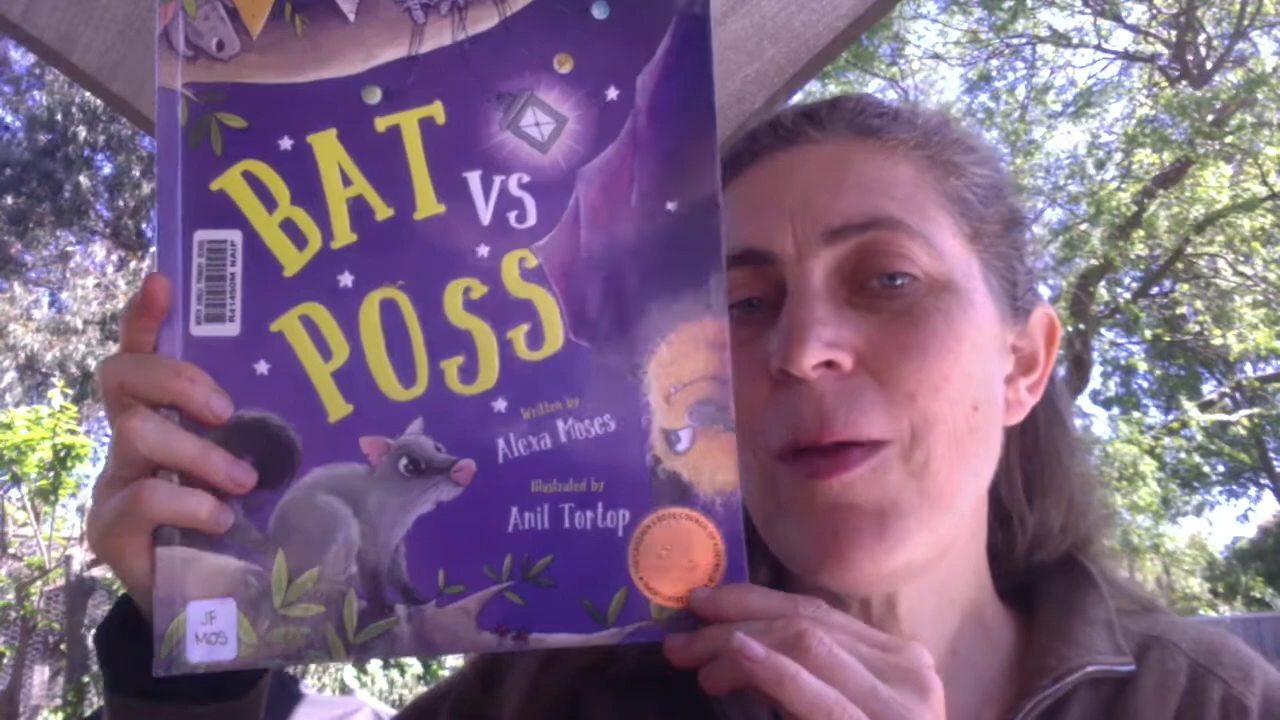 BAT
VS
POSS
Written by
Alexa Moses
Illustrated by
Anil Tortop
JF
MOS